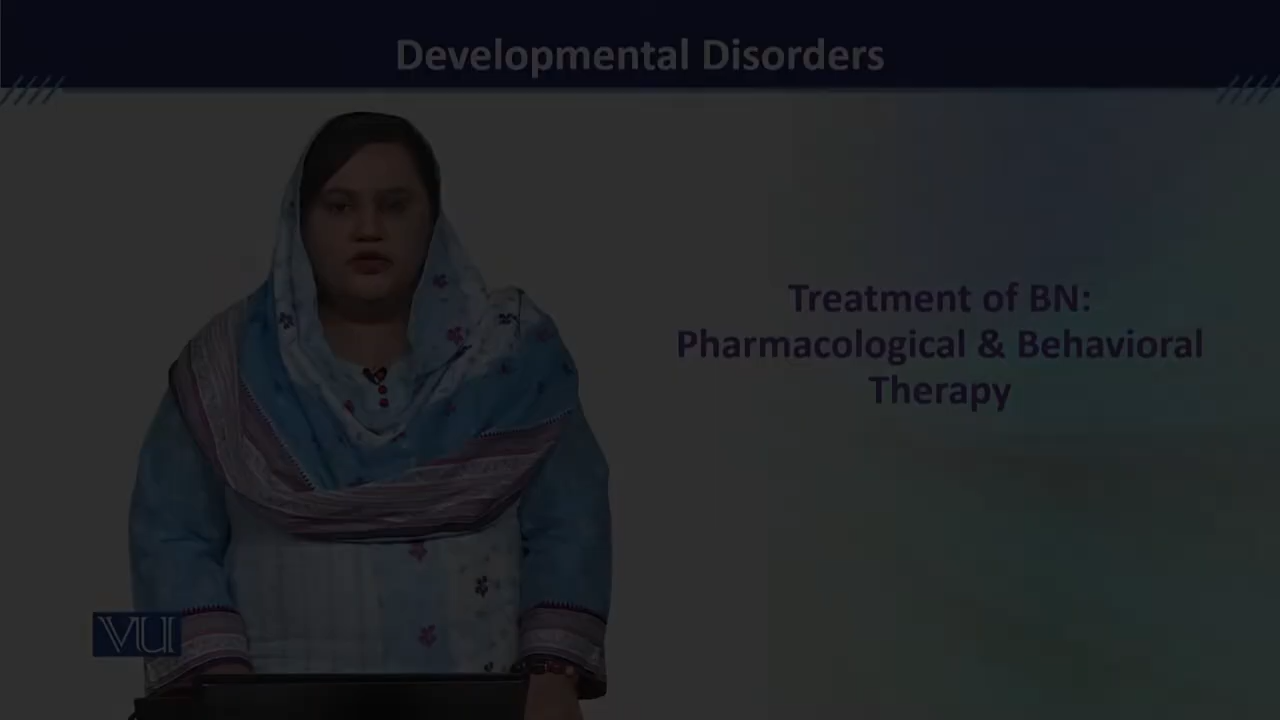 Developmental Disorders
Treatment of BN:
Pharmacological & Behavioral
Therapy
VU